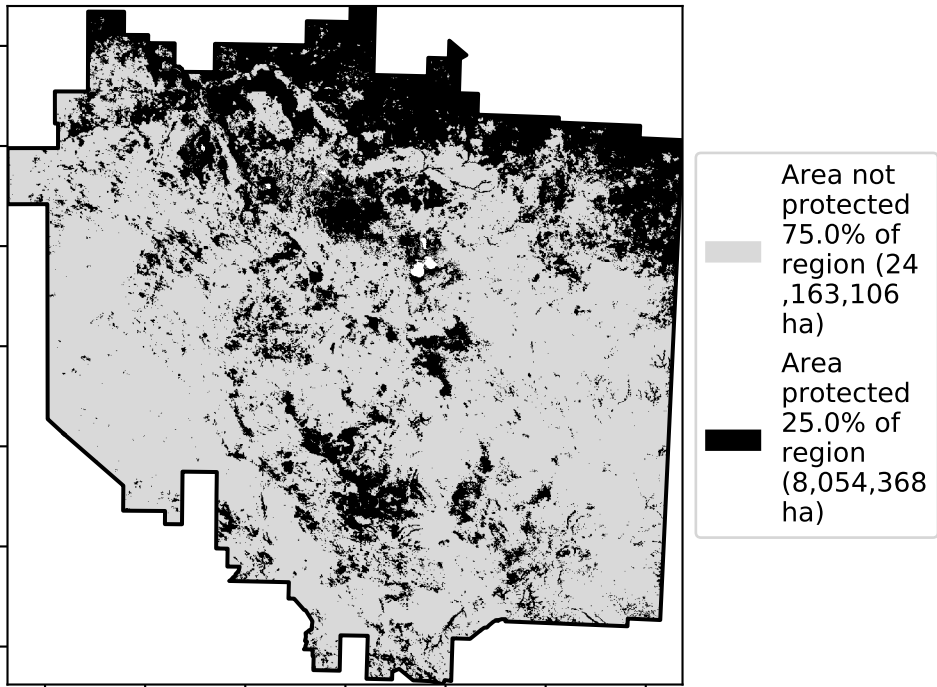 Area not
protected
75.0% of
region (24
,163,106
ha)
Area
protected
25.0% of
region
(8,054,368
ha)